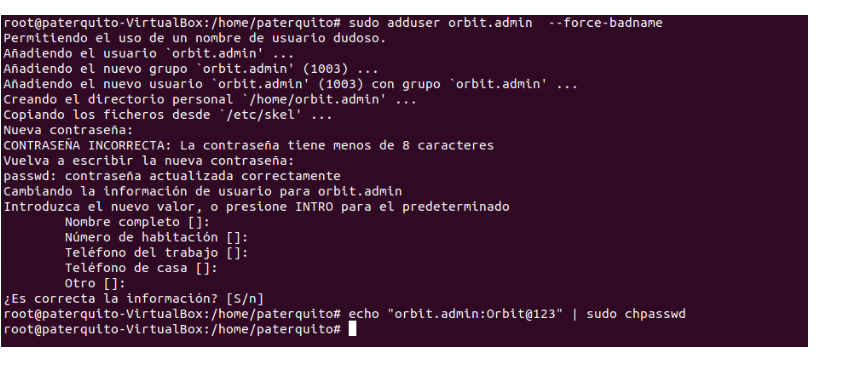 root@paterquito-VirtualBox:/home/paterquito# sudo adduser orbit.admin  --force-badname
Permitiendo el uso de un nombre de usuario dudoso.
Añadiendo el usuario `orbit.admin' ...
Añadiendo el nuevo grupo `orbit.admin' (1003) ...
Añadiendo el nuevo usuario `orbit.admin' (1003) con grupo `orbit.admin' ...
Creando el directorio personal `/home/orbit.admin' ...
Copiando los ficheros desde `/etc/skel' ...
Nueva contraseña:
CONTRASEÑA INCORRECTA: La contraseña tiene menos de 8 caracteres
Vuelva a escribir la nueva contraseña:
passwd: contraseña actualizada correctamente
Cambiando la información de usuario para orbit.admin
Introduzca el nuevo valor, o presione INTRO para el predeterminado
        Nombre completo []:
        Número de habitación []:
        Teléfono del trabajo []:
        Teléfono de casa []:
        Otro []:
¿Es correcta la información? [S/n]
root@paterquito-VirtualBox:/home/paterquito# echo "orbit.admin:Orbit@123" | sudo chpasswd
root@paterquito-VirtualBox:/home/paterquito#